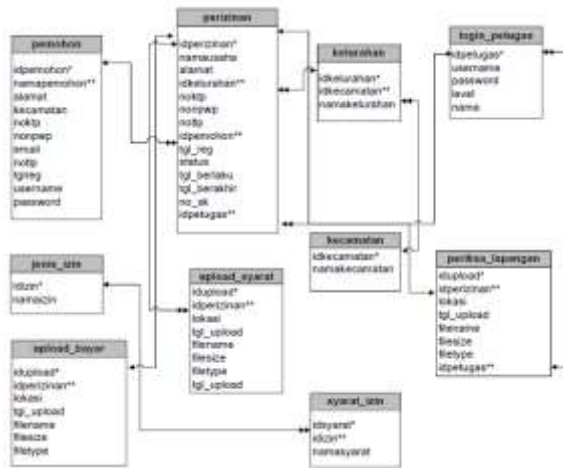 pemohon
idpemohon*
namapemohon**
alamat
kecamatan
noktp
nonpwp
email
notlp
tglreg
username
password
perizinan
idperizinan*
namausaha
alamat
idkelurahan**
noktp
nonpwp
notlp
idpemohon**
tgl_reg
status
tgl_berlaku
tgl_berakhir
no_sk
idpetugas**
kelurahan
idkelurahan*
idkecamatan**
namakelurahan
login_petugas
idpetugas*
username
password
level
name
jenis_izin
idizin*
namaizin
upload_syarat
idupload*
idperizinan**
lokasi
tgl_upload
filename
filesize
filetype
tgl_upload
kecamatan
idkecamatan*
namakecamatan
periksa_lapangan
idupload*
idperizinan**
lokasi
tgl_upload
filename
filesize
filetype
idpetugas**
upload_bayar
idupload*
idperizinan**
lokasi
tgl_upload
filename
filesize
filetype
syarat_izin
idsyarat*
idizin**
namasyarat